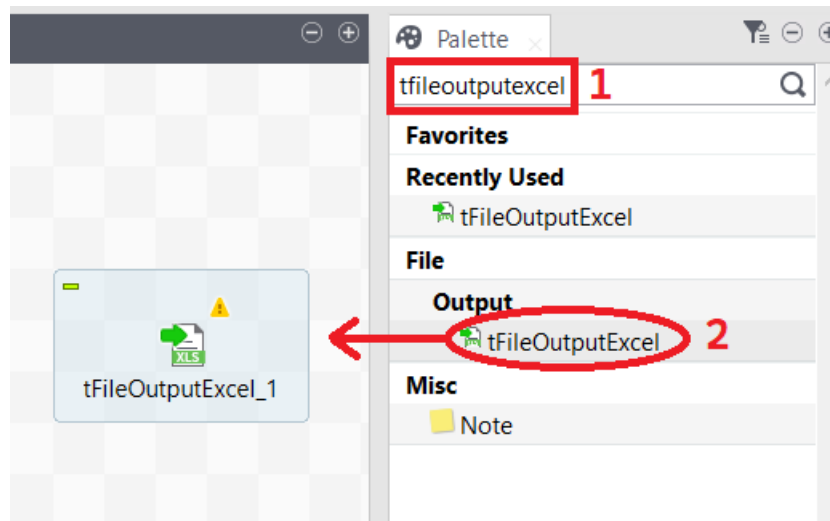 Palette
tfileoutputexcel 1
Favorites
Recently Used
tFileOutputExcel
File
Output
tFileOutputExcel 2
Misc
Note
XLS
tFileOutputExcel_1